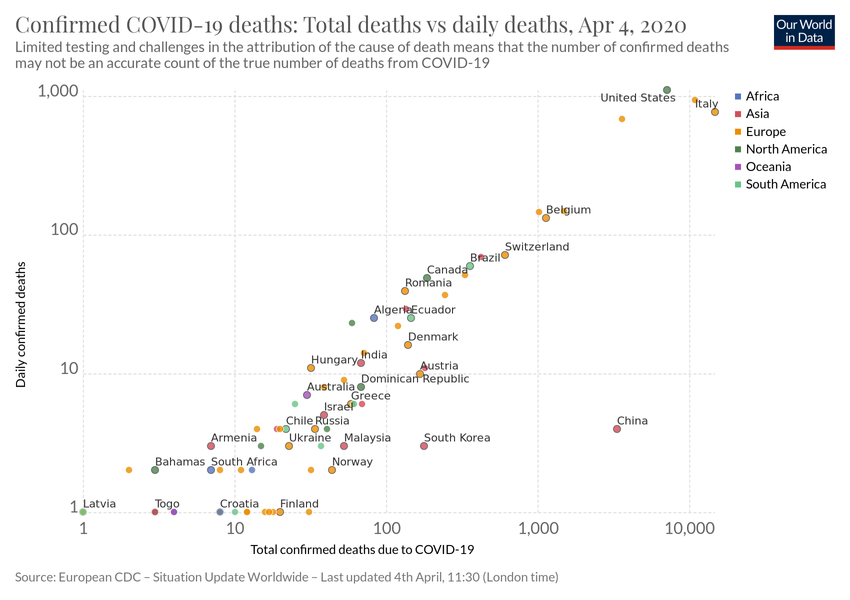 Confirmed COVID-19 deaths: Total deaths vs daily deaths, Apr 4, 2020
Our World
in Data
Limited testing and challenges in the attribution of the cause of death means that the number of confirmed deaths
may not be an accurate count of the true number of deaths from COVID-19
1,000
United States
Italy
Africa
Asia
Europe
North America
Oceania
South America
Belgium
100
Switzerland
Brazil
Canada
Romania
Algeria
Ecuador
Denmark
India
Hungary
Austria
10
Dominican Republic
Australia
Greece
Israel
Chile
Russia
China
Armenia
Ukraine
Malaysia
South Korea
Bahamas
South Africa
Norway
1
Latvia
Togo
Croatia
Finland
Daily confirmed deaths
1
10
100
1,000
10,000
Total confirmed deaths due to COVID-19
Source: European CDC – Situation Update Worldwide – Last updated 4th April, 11:30 (London time)